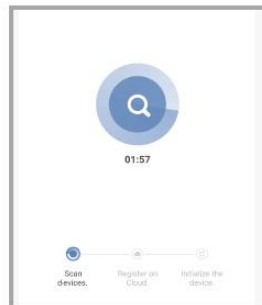 01:57
Scan Register on Initialize the
devices. Cloud. device.